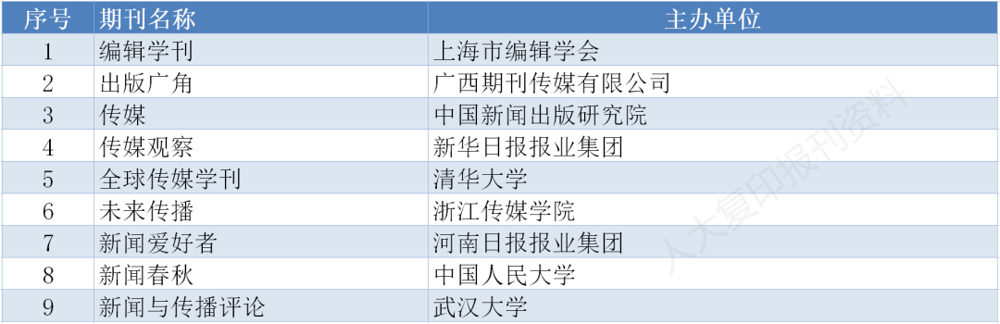 序号 期刊名称 主办单位
1 编辑学刊 上海市编辑学会
2 出版广角 广西期刊传媒有限公司
3 传媒 中国新闻出版研究院
4 传媒观察 新华日报报业集团
5 全球传媒学刊 清华大学
6 未来传播 浙江传媒学院
7 新闻爱好者 河南日报报业集团
8 新闻春秋 中国人民大学
9 新闻与传播评论 武汉大学
人大复印报刊资料